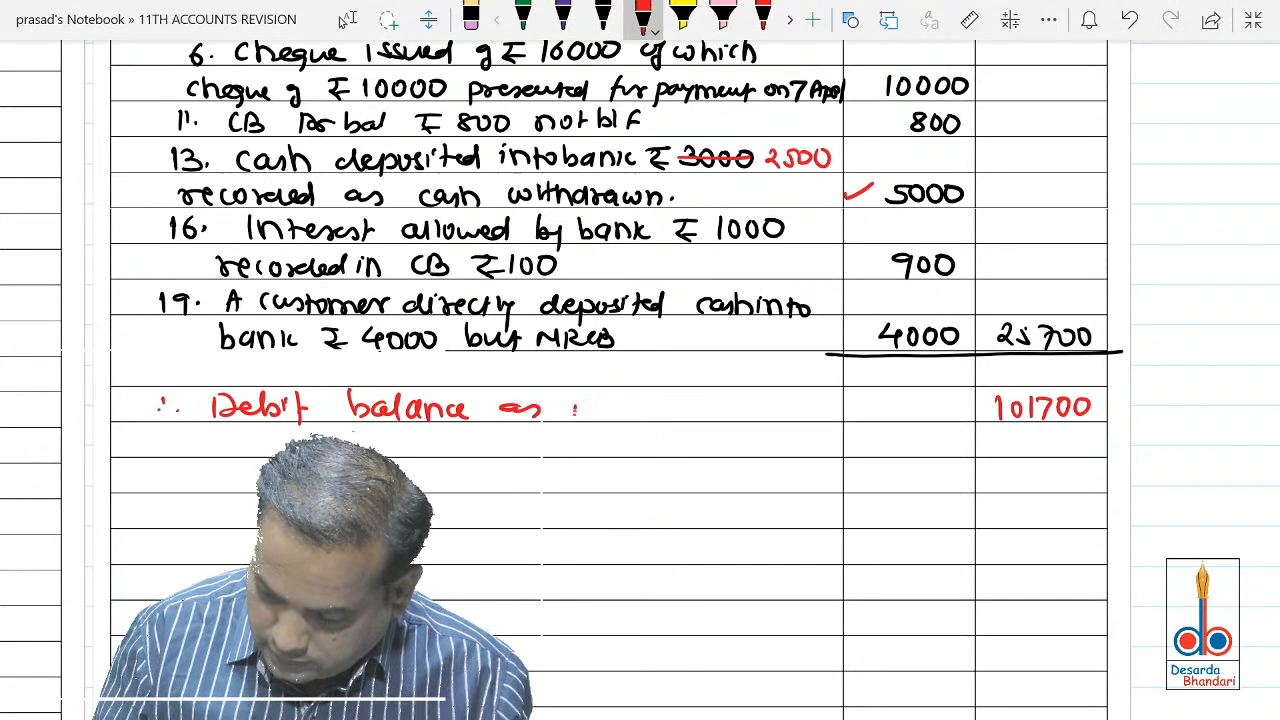 prasad's Notebook » 11TH ACCOUNTS REVISION
6. Cheque issued of ₹ 16000 of which
cheque of ₹ 10000 presented for payment on 7 April 10000
11. CB Dr bal ₹ 800 not b/f 800
13. cash deposited into bank ₹ 3000 2500
recorded as cash withdrawn. ✓ 5000
16. Interest allowed by bank ₹ 1000
recorded in CB ₹ 100 900
19. A customer directly deposited cash into
bank ₹ 4000 but NRCB 4000 25700
∴ Debit balance as 101700
Desarda
Bhandari